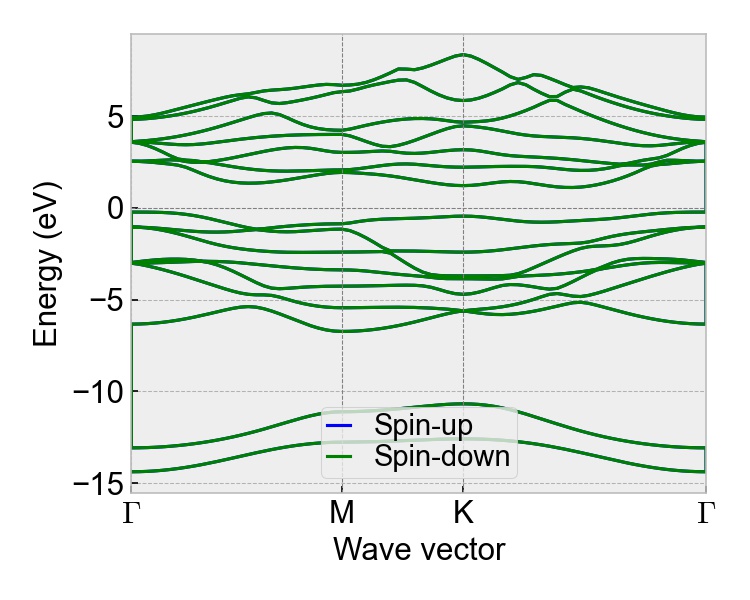 Energy (eV)
5
0
−5
−10
−15
Spin-up
Spin-down
Γ M K Γ
Wave vector